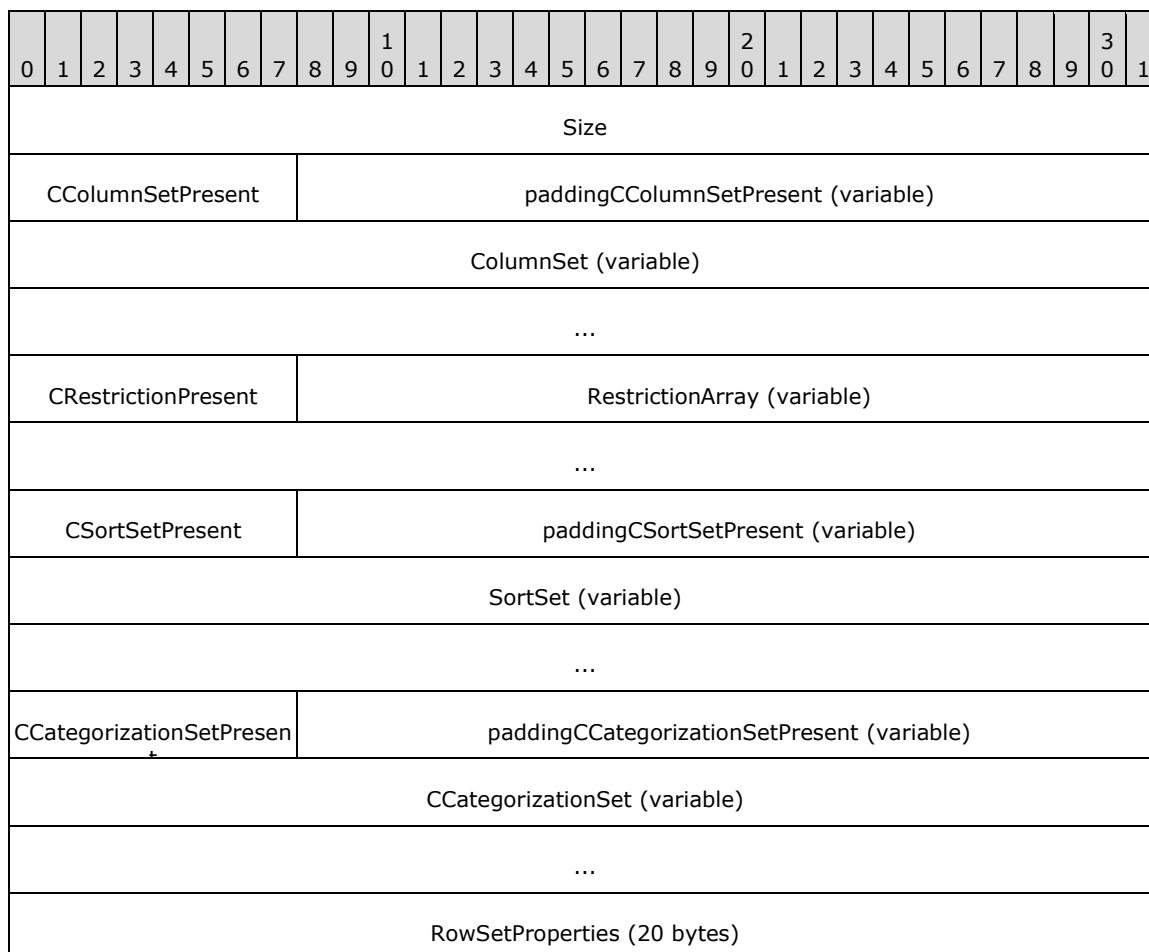 1 2 3
0 1 2 3 4 5 6 7 8 9 0 1 2 3 4 5 6 7 8 9 0 1 2 3 4 5 6 7 8 9 0 1
Size
CColumnSetPresent paddingCColumnSetPresent (variable)
ColumnSet (variable)
...
CRestrictionPresent RestrictionArray (variable)
...
CSortSetPresent paddingCSortSetPresent (variable)
SortSet (variable)
...
CCategorizationSetPresen paddingCCategorizationSetPresent (variable)
t
CCategorizationSet (variable)
...
RowSetProperties (20 bytes)